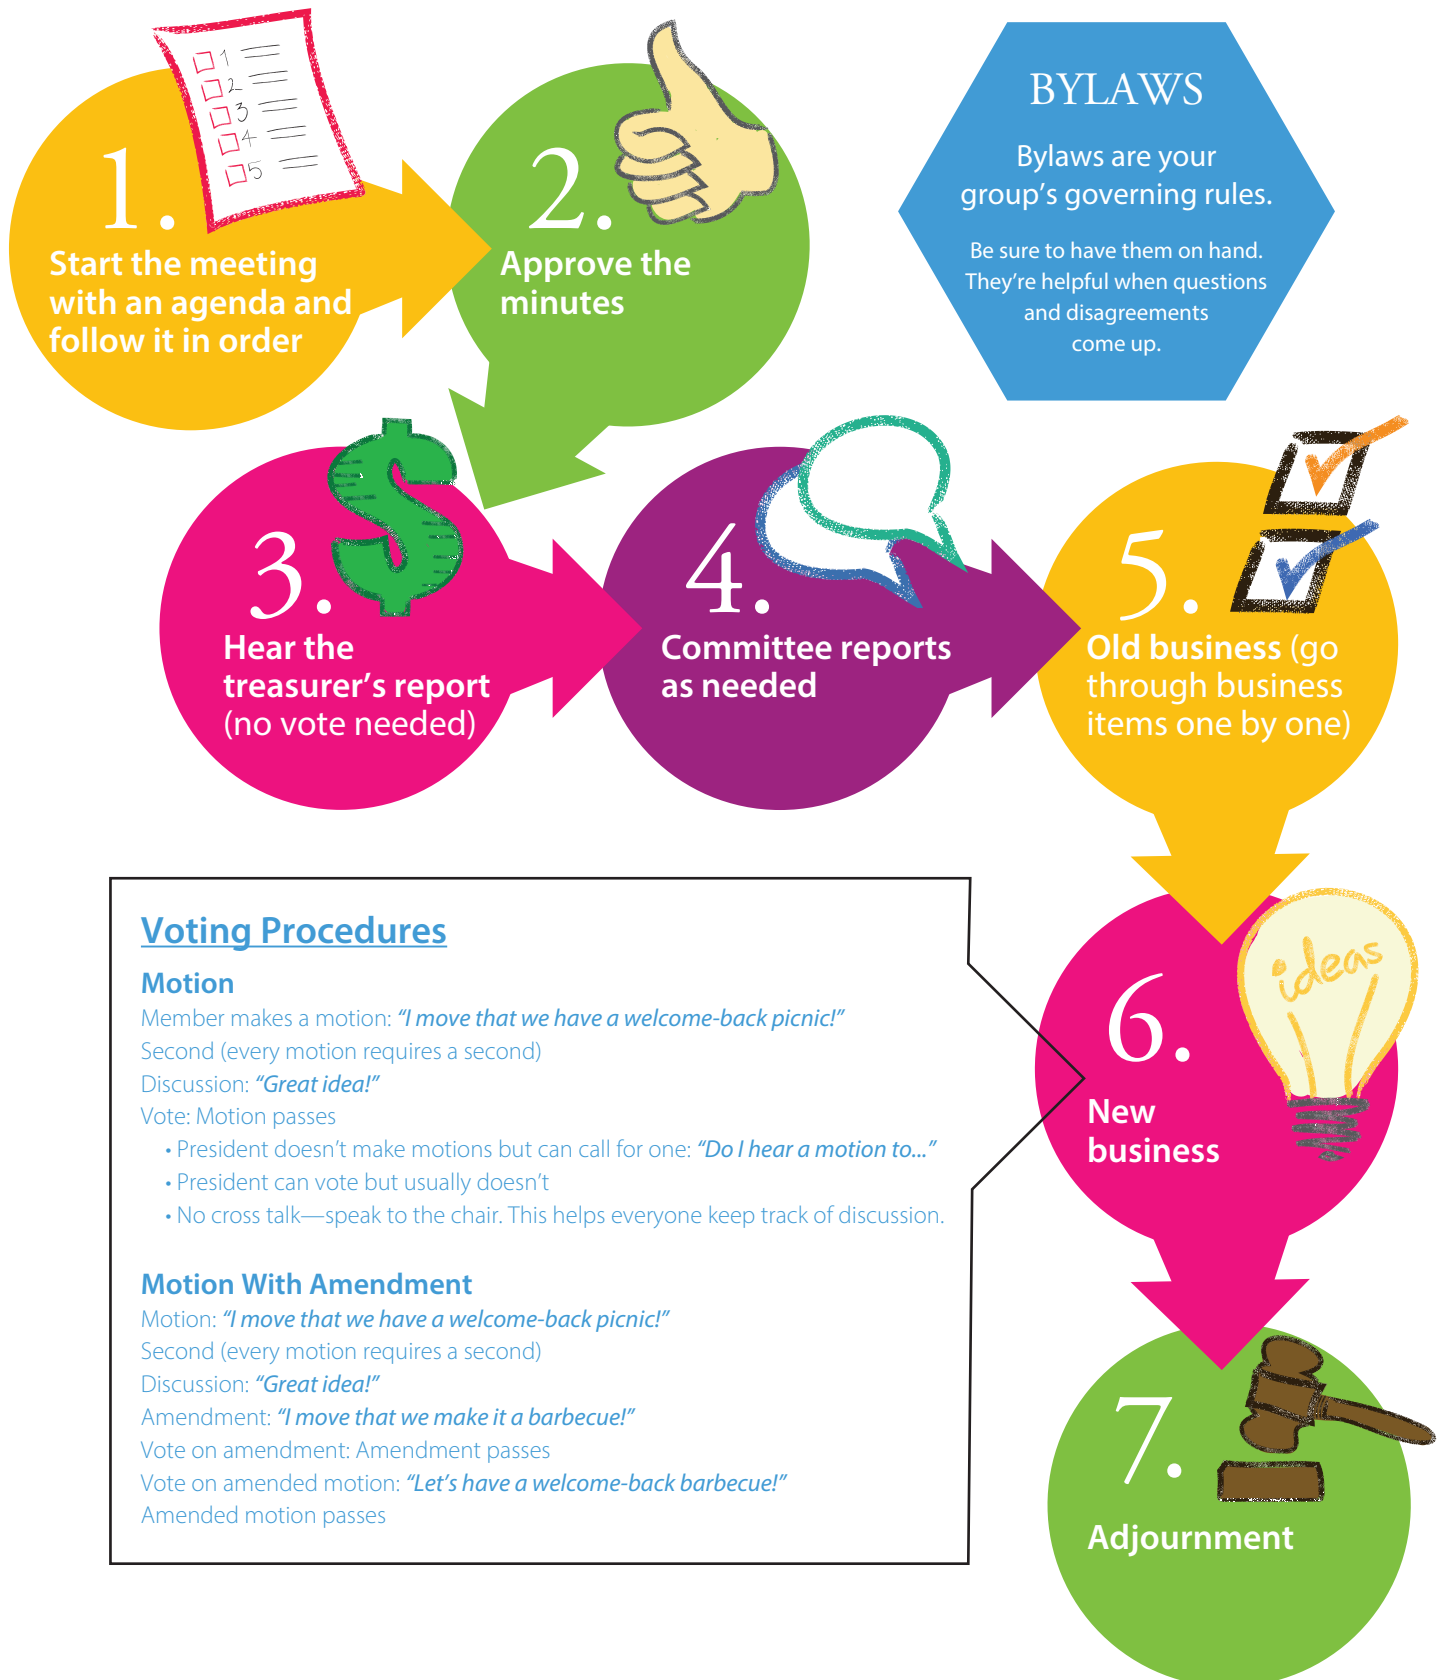 1
2
3
4
5
1.
Start the meeting
with an agenda and
follow it in order
2.
Approve the
minutes
BYLAWS
Bylaws are your
group's governing rules.
Be sure to have them on hand.
They're helpful when questions
and disagreements
come up.
3.
Hear the
treasurer's report
(no vote needed)
$
4.
Committee reports
as needed
5.
Old business (go
through business
items one by one)
Voting Procedures
Motion
Member makes a motion: “I move that we have a welcome-back picnic!”
Second (every motion requires a second)
Discussion: “Great idea!”
Vote: Motion passes
• President doesn't make motions but can call for one: “Do I hear a motion to...”
• President can vote but usually doesn't
• No cross talk—speak to the chair. This helps everyone keep track of discussion.
Motion With Amendment
Motion: “I move that we have a welcome-back picnic!”
Second (every motion requires a second)
Discussion: “Great idea!”
Amendment: “I move that we make it a barbecue!”
Vote on amendment: Amendment passes
Vote on amended motion: “Let's have a welcome-back barbecue!”
Amended motion passes
ideas
6.
New
business
7.
Adjournment